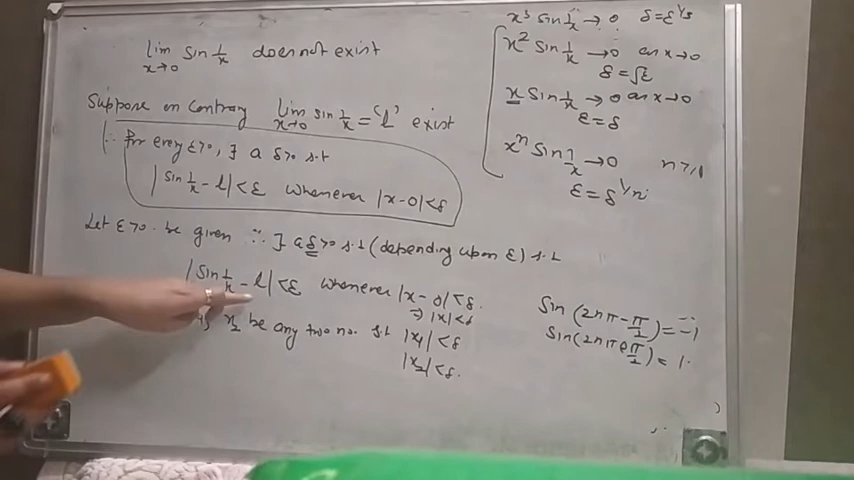 lim sin 1/x does not exist
x→0
Suppose on Contrary lim sin 1/x = 'l' exist
x→0
∴ for every ε>0, ∃ a δ>0 s.t
|sin 1/x - l| < ε whenever |x-0|<δ
Let ε>0 be given ∴ ∃ a δ>0 s.t (depending upon ε) s.t
|sin 1/x - l| < ε whenever |x-0|<δ.
⇒ |x|<δ
x₂ be any two no. s.t |x₁|<δ
|x₂|<δ.
x³ sin 1/x → 0 δ=ε^1/3
x² sin 1/x → 0 as x→0
δ=√ε
x sin 1/x → 0 as x→0
ε=δ
xⁿ sin 1/x → 0 n≥1
ε=δ^1/n
sin (2nπ-π/2) = -1
sin (2nπ+π/2) = 1.